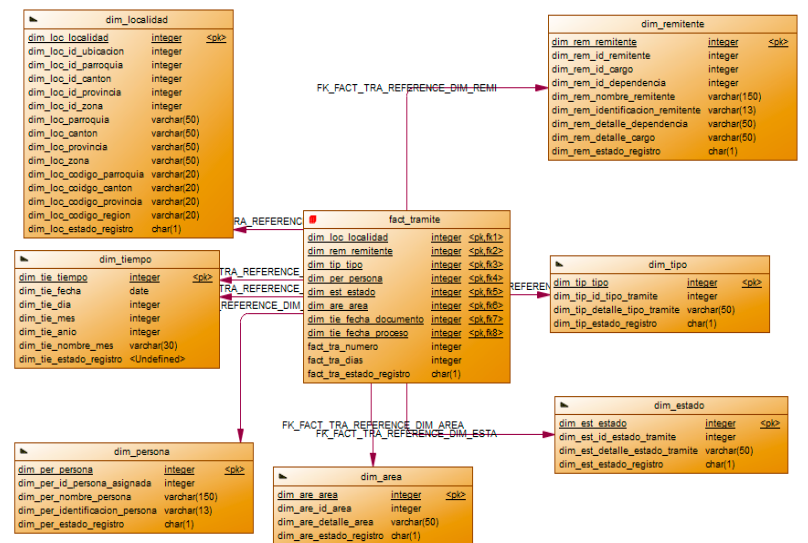 dim_localidad
dim_loc_localidad integer <pk>
dim_loc_id_ubicacion integer
dim_loc_id_parroquia integer
dim_loc_id_canton integer
dim_loc_id_provincia integer
dim_loc_id_zona integer
dim_loc_parroquia varchar(50)
dim_loc_canton varchar(50)
dim_loc_provincia varchar(50)
dim_loc_zona varchar(50)
dim_loc_codigo_parroquia varchar(20)
dim_loc_coidgo_canton varchar(20)
dim_loc_codigo_provincia varchar(20)
dim_loc_codigo_region varchar(20)
dim_loc_estado_registro char(1)
dim_remitente
dim_rem_remitente integer <pk>
dim_rem_id_remitente integer
dim_rem_id_cargo integer
dim_rem_id_dependencia integer
dim_rem_nombre_remitente varchar(150)
dim_rem_identificacion_remitente varchar(13)
dim_rem_detalle_dependencia varchar(50)
dim_rem_detalle_cargo varchar(50)
dim_rem_estado_registro char(1)
FK_FACT_TRA_REFERENCE_DIM_REMI
RA_REFERENC
fact_tramite
dim_loc_localidad integer <pk,fk1>
dim_rem_remitente integer <pk,fk2>
dim_tip_tipo integer <pk,fk3>
dim_per_persona integer <pk,fk4>
dim_est_estado integer <pk,fk5>
dim_are_area integer <pk,fk6>
dim_tie_fecha_documento integer <pk,fk7>
dim_tie_fecha_proceso integer <pk,fk8>
fact_tra_numero integer
fact_tra_dias integer
fact_tra_estado_registro char(1)
dim_tiempo
dim_tie_tiempo integer <pk>
dim_tie_fecha date
dim_tie_dia integer
dim_tie_mes integer
dim_tie_anio integer
dim_tie_nombre_mes varchar(30)
dim_tie_estado_registro <Undefined>
TRA_REFERENCE_
TRA_REFERENCE_
REFERENCE_DIM_
REFEREN
dim_tipo
dim_tip_tipo integer <pk>
dim_tip_id_tipo_tramite integer
dim_tip_detalle_tipo_tramite varchar(50)
dim_tip_estado_registro char(1)
FK_FACT_TRA_REFERENCE_DIM_AREA
FK_FACT_TRA_REFERENCE_DIM_ESTA
dim_estado
dim_est_estado integer <pk>
dim_est_id_estado_tramite integer
dim_est_detalle_estado_tramite varchar(50)
dim_est_estado_registro char(1)
dim_persona
dim_per_persona integer <pk>
dim_per_id_persona_asignada integer
dim_per_nombre_persona varchar(150)
dim_per_identificacion_persona varchar(13)
dim_per_estado_registro char(1)
dim_area
dim_are_area integer <pk>
dim_are_id_area integer
dim_are_detalle_area varchar(50)
dim_are_estado_registro char(1)